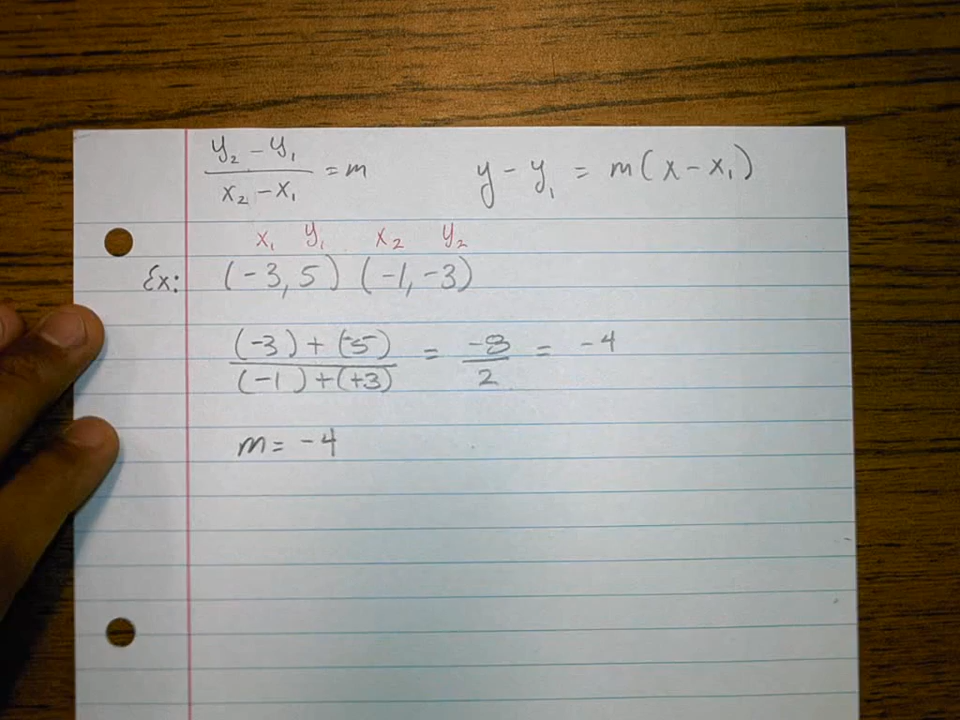 y₂ - y₁ / x₂ - x₁ = m    y - y₁ = m(x - x₁)
x₁ y₁ x₂ y₂
Ex: (-3, 5) (-1, -3)
(-3) + (-5) / (-1) + (+3) = -8 / 2 = -4
m = -4